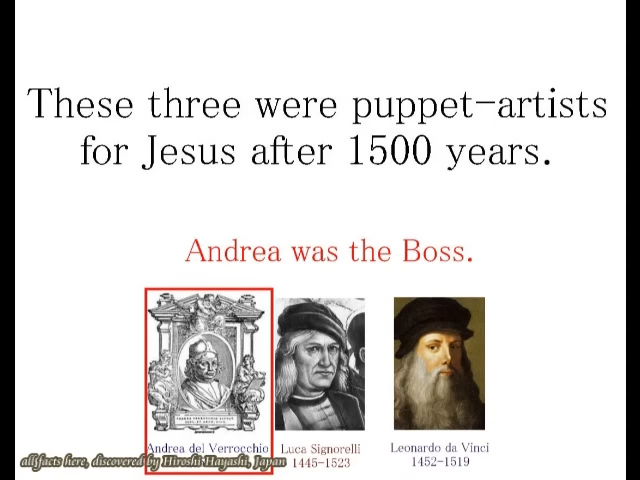 These three were puppet-artists
for Jesus after 1500 years.
Andrea was the Boss.
Andrea del Verrocchio
Luca Signorelli
1445-1523
Leonardo da Vinci
1452-1519
allfacts here, discovered by Hiroshi Hayashi, Japan